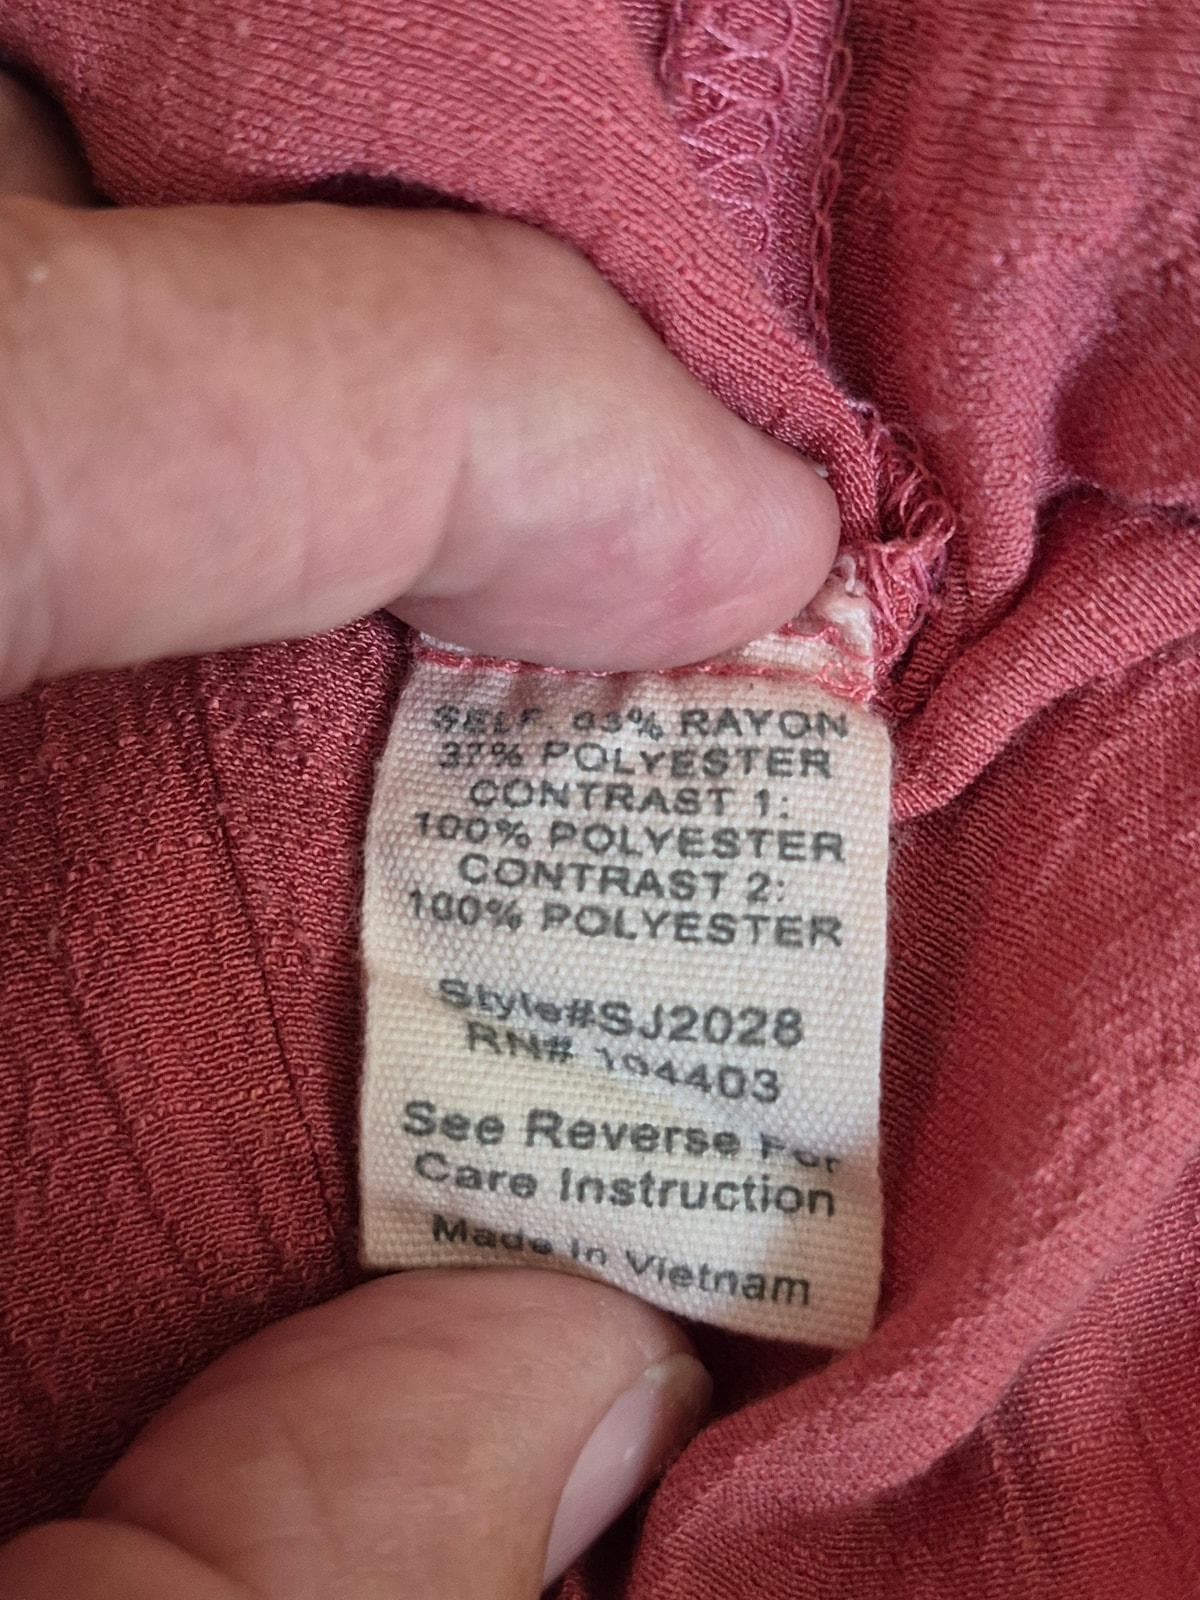 SELF: 63% RAYON
37% POLYESTER
CONTRAST 1:
100% POLYESTER
CONTRAST 2:
100% POLYESTER
Style#SJ2028
RN# 104403
See Reverse For
Care Instruction
Made In Vietnam